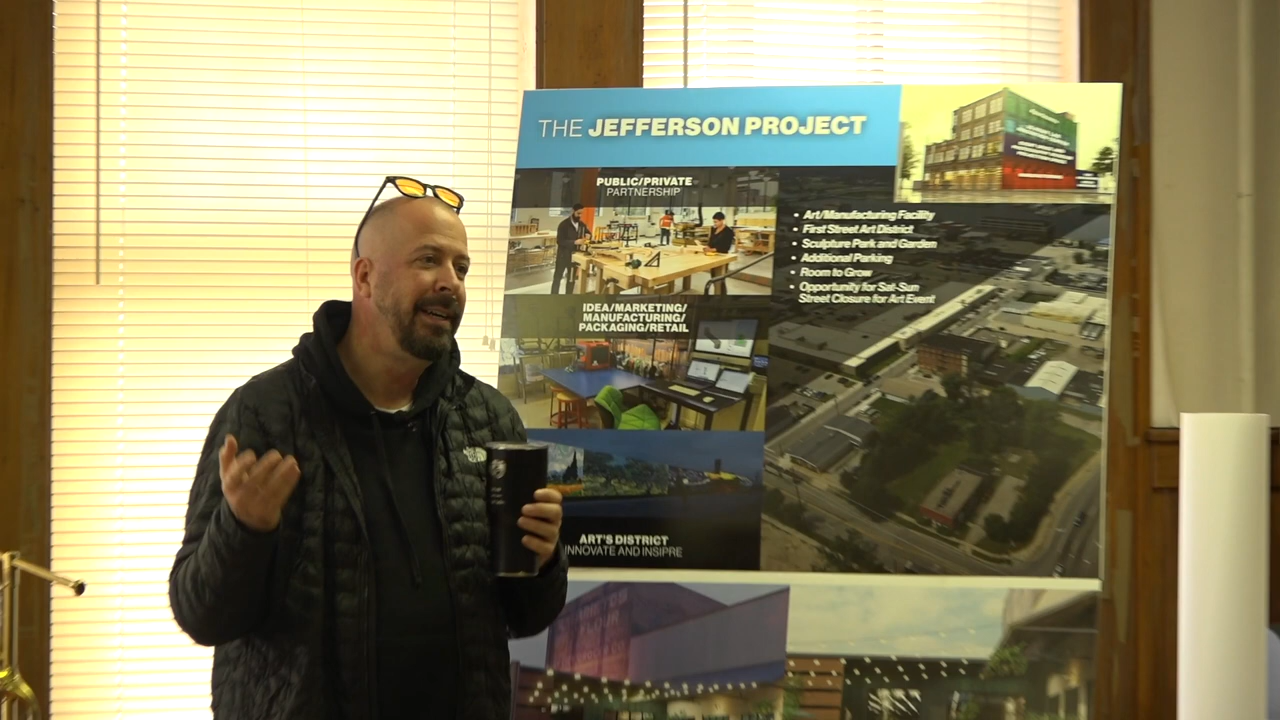 THE JEFFERSON PROJECT
PUBLIC/PRIVATE
PARTNERSHIP
• Art/Manufacturing Facility
• First Street Art District
• Sculpture Park and Garden
• Additional Parking
• Room to Grow
• Opportunity for Sat-Sun
Street Closure for Art Event
IDEA/MARKETING/
MANUFACTURING/
PACKAGING/RETAIL
ART'S DISTRICT
INNOVATE AND INSIPRE